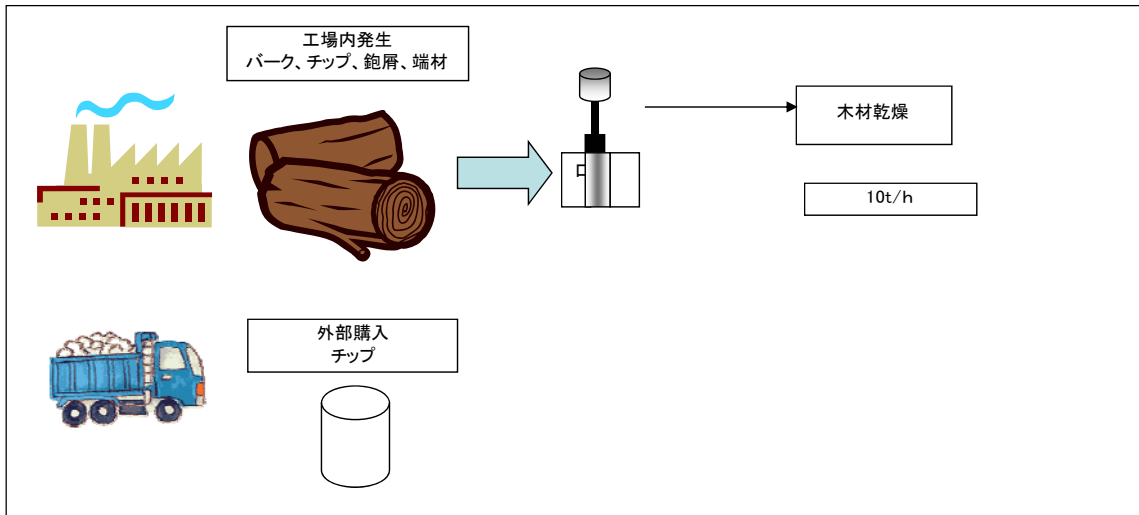 工場内発生
バーク、チップ、鉋屑、端材
木材乾燥
10t/h
外部購入
チップ